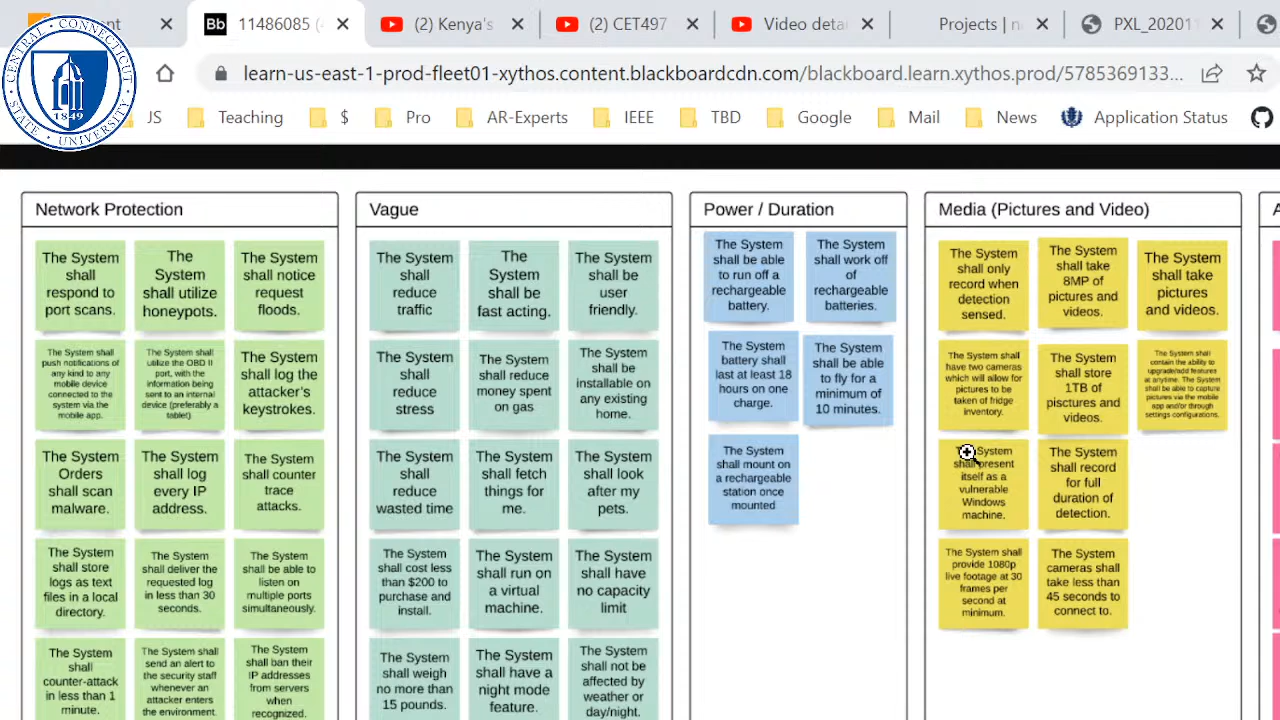 11486085 (
(2) Kenya's
(2) CET497
Video deta
Projects | n
PXL_20201
CENTRAL CONNECTICUT STATE UNIVERSITY
1849
learn-us-east-1-prod-fleet01-xythos.content.blackboardcdn.com/blackboard.learn.xythos.prod/5785369133...
JS
Teaching
$
Pro
AR-Experts
IEEE
TBD
Google
Mail
News
Application Status
Network Protection
The System
shall
respond to
port scans.
The
System
shall utilize
honeypots.
The System
shall notice
request
floods.
The System shall
push notifications of
any kind to any
mobile device
connected to the
system via the
mobile app.
The System shall
utilize the OBD II
port, with the
information being
sent to an internal
device (preferably a
tablet).
The System
shall log the
attacker's
keystrokes.
The System
Orders
shall scan
malware.
The System
shall log
every IP
address.
The System
shall counter
trace
attacks.
The System
shall store
logs as text
files in a local
directory.
The System
shall deliver the
requested log
in less than 30
seconds.
The System
shall be able to
listen on
multiple ports
simultaneously.
The System
shall
counter-attack
in less than 1
minute.
The System shall
send an alert to
the security staff
whenever an
attacker enters
the environment.
The System
shall ban their
IP addresses
from servers
when
recognized.
Vague
The System
shall
reduce
traffic
The
System
shall be
fast acting.
The System
shall be
user
friendly.
The System
shall
reduce
stress
The System
shall reduce
money spent
on gas
The System
shall be
installable on
any existing
home.
The System
shall
reduce
wasted time
The System
shall fetch
things for
me.
The System
shall look
after my
pets.
The System
shall cost less
than $200 to
purchase and
install.
The System
shall run on
a virtual
machine.
The System
shall have
no capacity
limit
The System
shall weigh
no more than
15 pounds.
The System
shall have a
night mode
feature.
The System
shall not be
affected by
weather or
day/night.
Power / Duration
The System
shall be able
to run off a
rechargeable
battery.
The System
shall work off
of
rechargeable
batteries.
The System
battery shall
last at least 18
hours on one
charge.
The System
shall be able
to fly for a
minimum of
10 minutes.
The System
shall mount on
a rechargeable
station once
mounted
Media (Pictures and Video)
The System
shall only
record when
detection
sensed.
The System
shall take
8MP of
pictures and
videos.
The System
shall take
pictures
and videos.
The System shall
have two cameras
which will allow for
pictures to be
taken of fridge
inventory.
The System
shall store
1TB of
pisctures and
videos.
The System shall
contain the ability to
upgrade/add features
at anytime. The System
shall be able to capture
pictures via the mobile
app and/or through
settings configurations.
System
shall present
itself as a
vulnerable
Windows
machine.
The System
shall record
for full
duration of
detection.
The System shall
provide 1080p
live footage at 30
frames per
second at
minimum.
The System
cameras shall
take less than
45 seconds to
connect to.